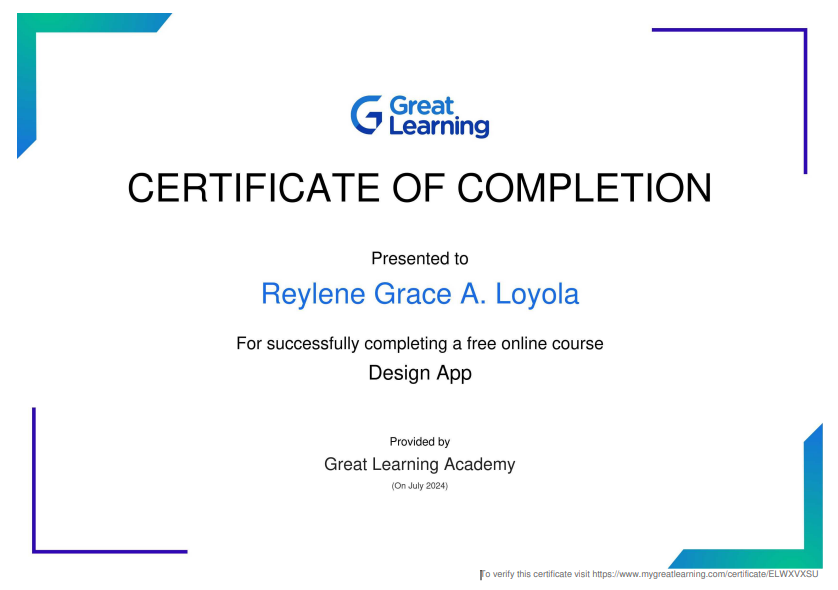 Great
Learning
CERTIFICATE OF COMPLETION
Presented to
Reylene Grace A. Loyola
For successfully completing a free online course
Design App
Provided by
Great Learning Academy
(On July 2024)
To verify this certificate visit https://www.mygreatlearning.com/certificate/ELWXVXSU